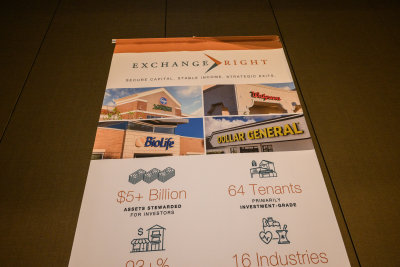 EXCHANGE RIGHT
SECURE CAPITAL. STABLE INCOME. STRATEGIC EXITS.
Walgreens
BioLife
DOLLAR GENERAL
$5+ Billion
ASSETS STEWARDED
FOR INVESTORS
64 Tenants
PRIMARILY
INVESTMENT-GRADE
16 Industries